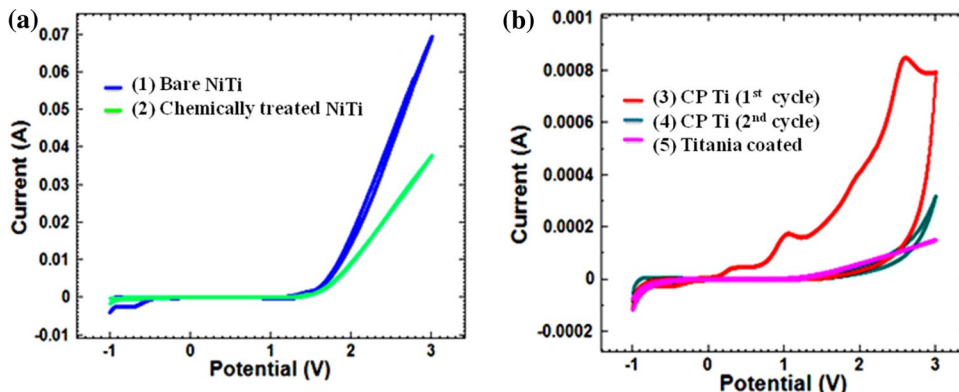 (a)
0.07
0.06
0.05
0.04
0.03
0.02
0.01
0
-0.01
Current (A)
(1) Bare NiTi
(2) Chemically treated NiTi
-1 0 1 2 3
Potential (V)
(b)
0.001
0.0008
0.0006
0.0004
0.0002
0
-0.0002
Current (A)
(3) CP Ti (1st cycle)
(4) CP Ti (2nd cycle)
(5) Titania coated
-1 0 1 2 3
Potential (V)